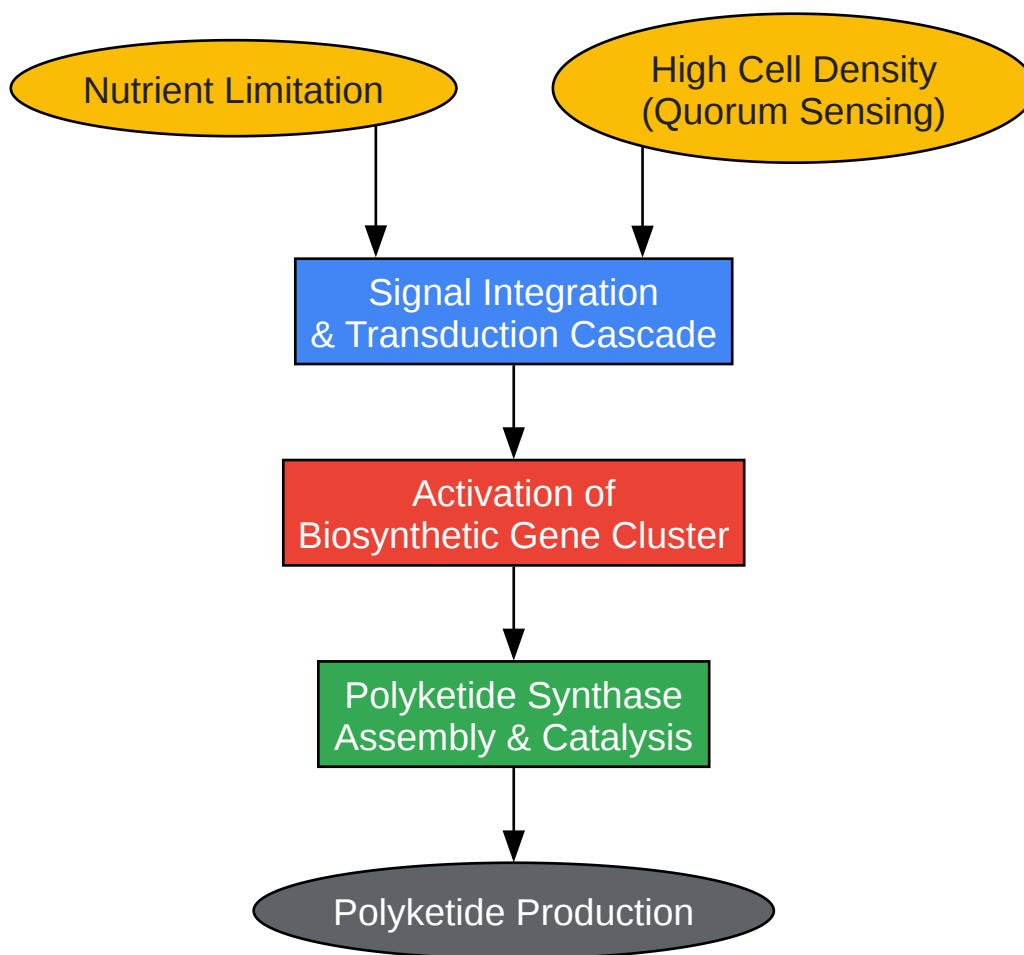 Nutrient Limitation
High Cell Density
(Quorum Sensing)
Signal Integration
& Transduction Cascade
Activation of
Biosynthetic Gene Cluster
Polyketide Synthase
Assembly & Catalysis
Polyketide Production